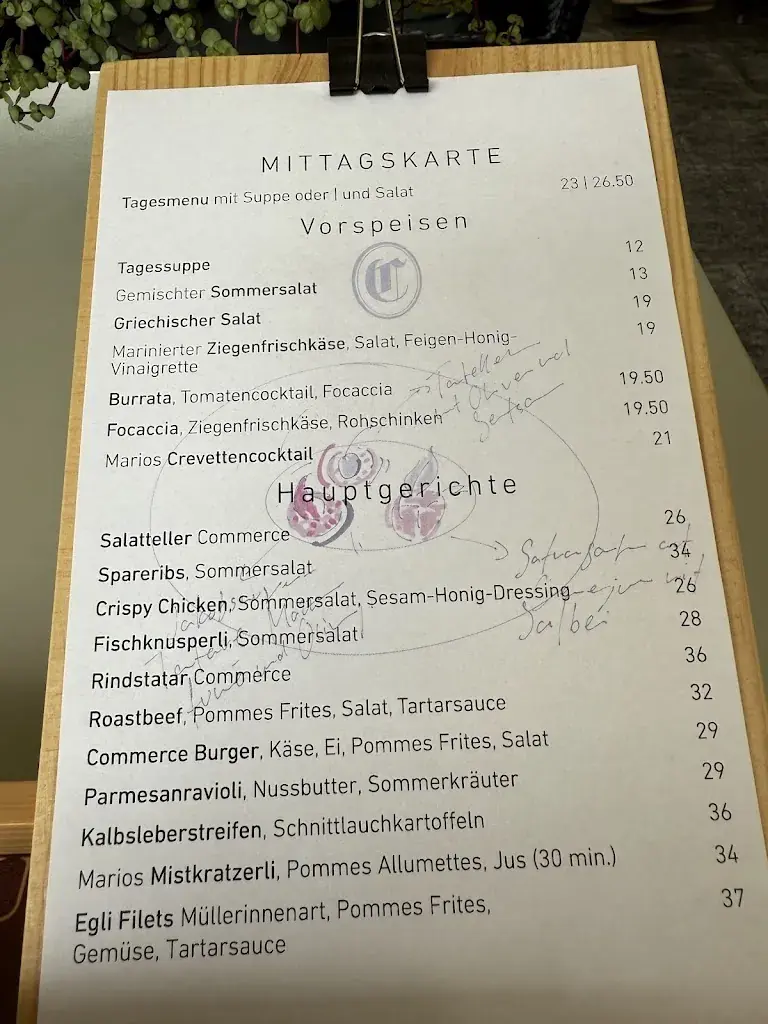 MITTAGSKARTE
Tagesmenu mit Suppe oder | und Salat 23 | 26.50
Vorspeisen
Tagessuppe 12
Gemischter Sommersalat 13
Griechischer Salat 19
Marinierter Ziegenfrischkäse, Salat, Feigen-Honig- 19
Vinaigrette
Burrata, Tomatencocktail, Focaccia 19.50
Focaccia, Ziegenfrischkäse, Rohschinken 19.50
Marios Crevettencocktail 21
Hauptgerichte
Salatteller Commerce 26
Spareribs, Sommersalat 34
Crispy Chicken, Sommersalat, Sesam-Honig-Dressing 26
Fischknusperli, Sommersalat 28
Rindstatar Commerce 36
Roastbeef, Pommes Frites, Salat, Tartarsauce 32
Commerce Burger, Käse, Ei, Pommes Frites, Salat 29
Parmesanravioli, Nussbutter, Sommerkräuter 29
Kalbsleberstreifen, Schnittlauchkartoffeln 36
Marios Mistkratzerli, Pommes Allumettes, Jus (30 min.) 34
Egli Filets Müllerinnenart, Pommes Frites, 37
Gemüse, Tartarsauce
Salbei